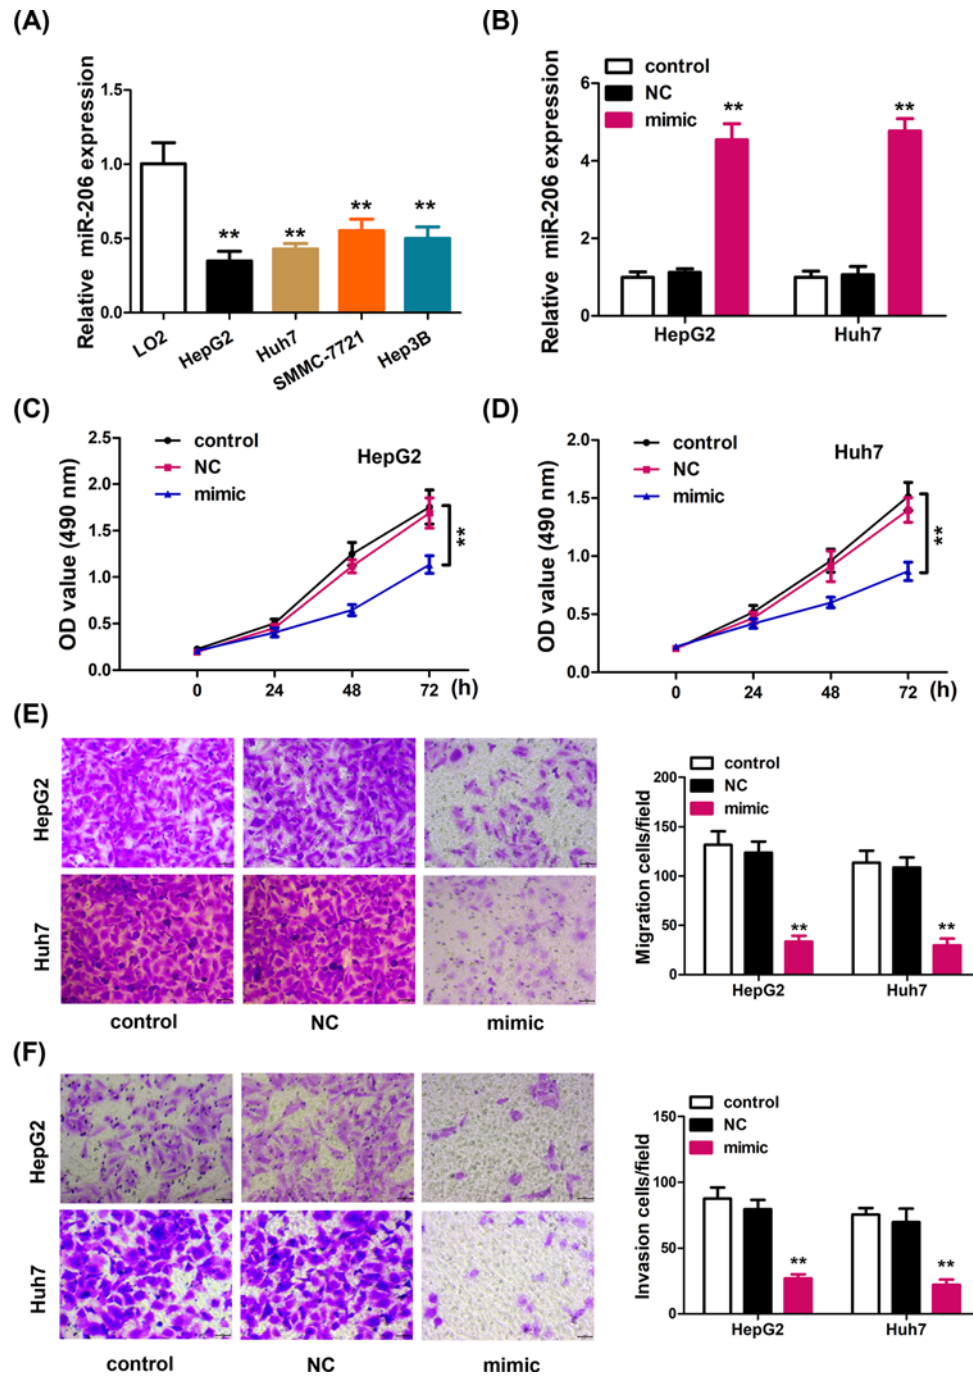 (A)
Relative miR-206 expression
1.5
1.0
0.5
0.0
** ** ** **
LO2 HepG2 Huh7 SMMC-7721 Hep3B
(B)
control
NC
mimic
Relative miR-206 expression
6
4
2
0
** **
HepG2 Huh7
(C)
control
NC
mimic
HepG2
OD value (490 nm)
2.5
2.0
1.5
1.0
0.5
0.0
**
0 24 48 72 (h)
(D)
control
NC
mimic
Huh7
OD value (490 nm)
2.0
1.5
1.0
0.5
0.0
**
0 24 48 72 (h)
(E)
HepG2
Huh7
control NC mimic
control
NC
mimic
Migration cells/field
200
150
100
50
0
** **
HepG2 Huh7
(F)
HepG2
Huh7
control NC mimic
control
NC
mimic
Invasion cells/field
150
100
50
0
** **
HepG2 Huh7